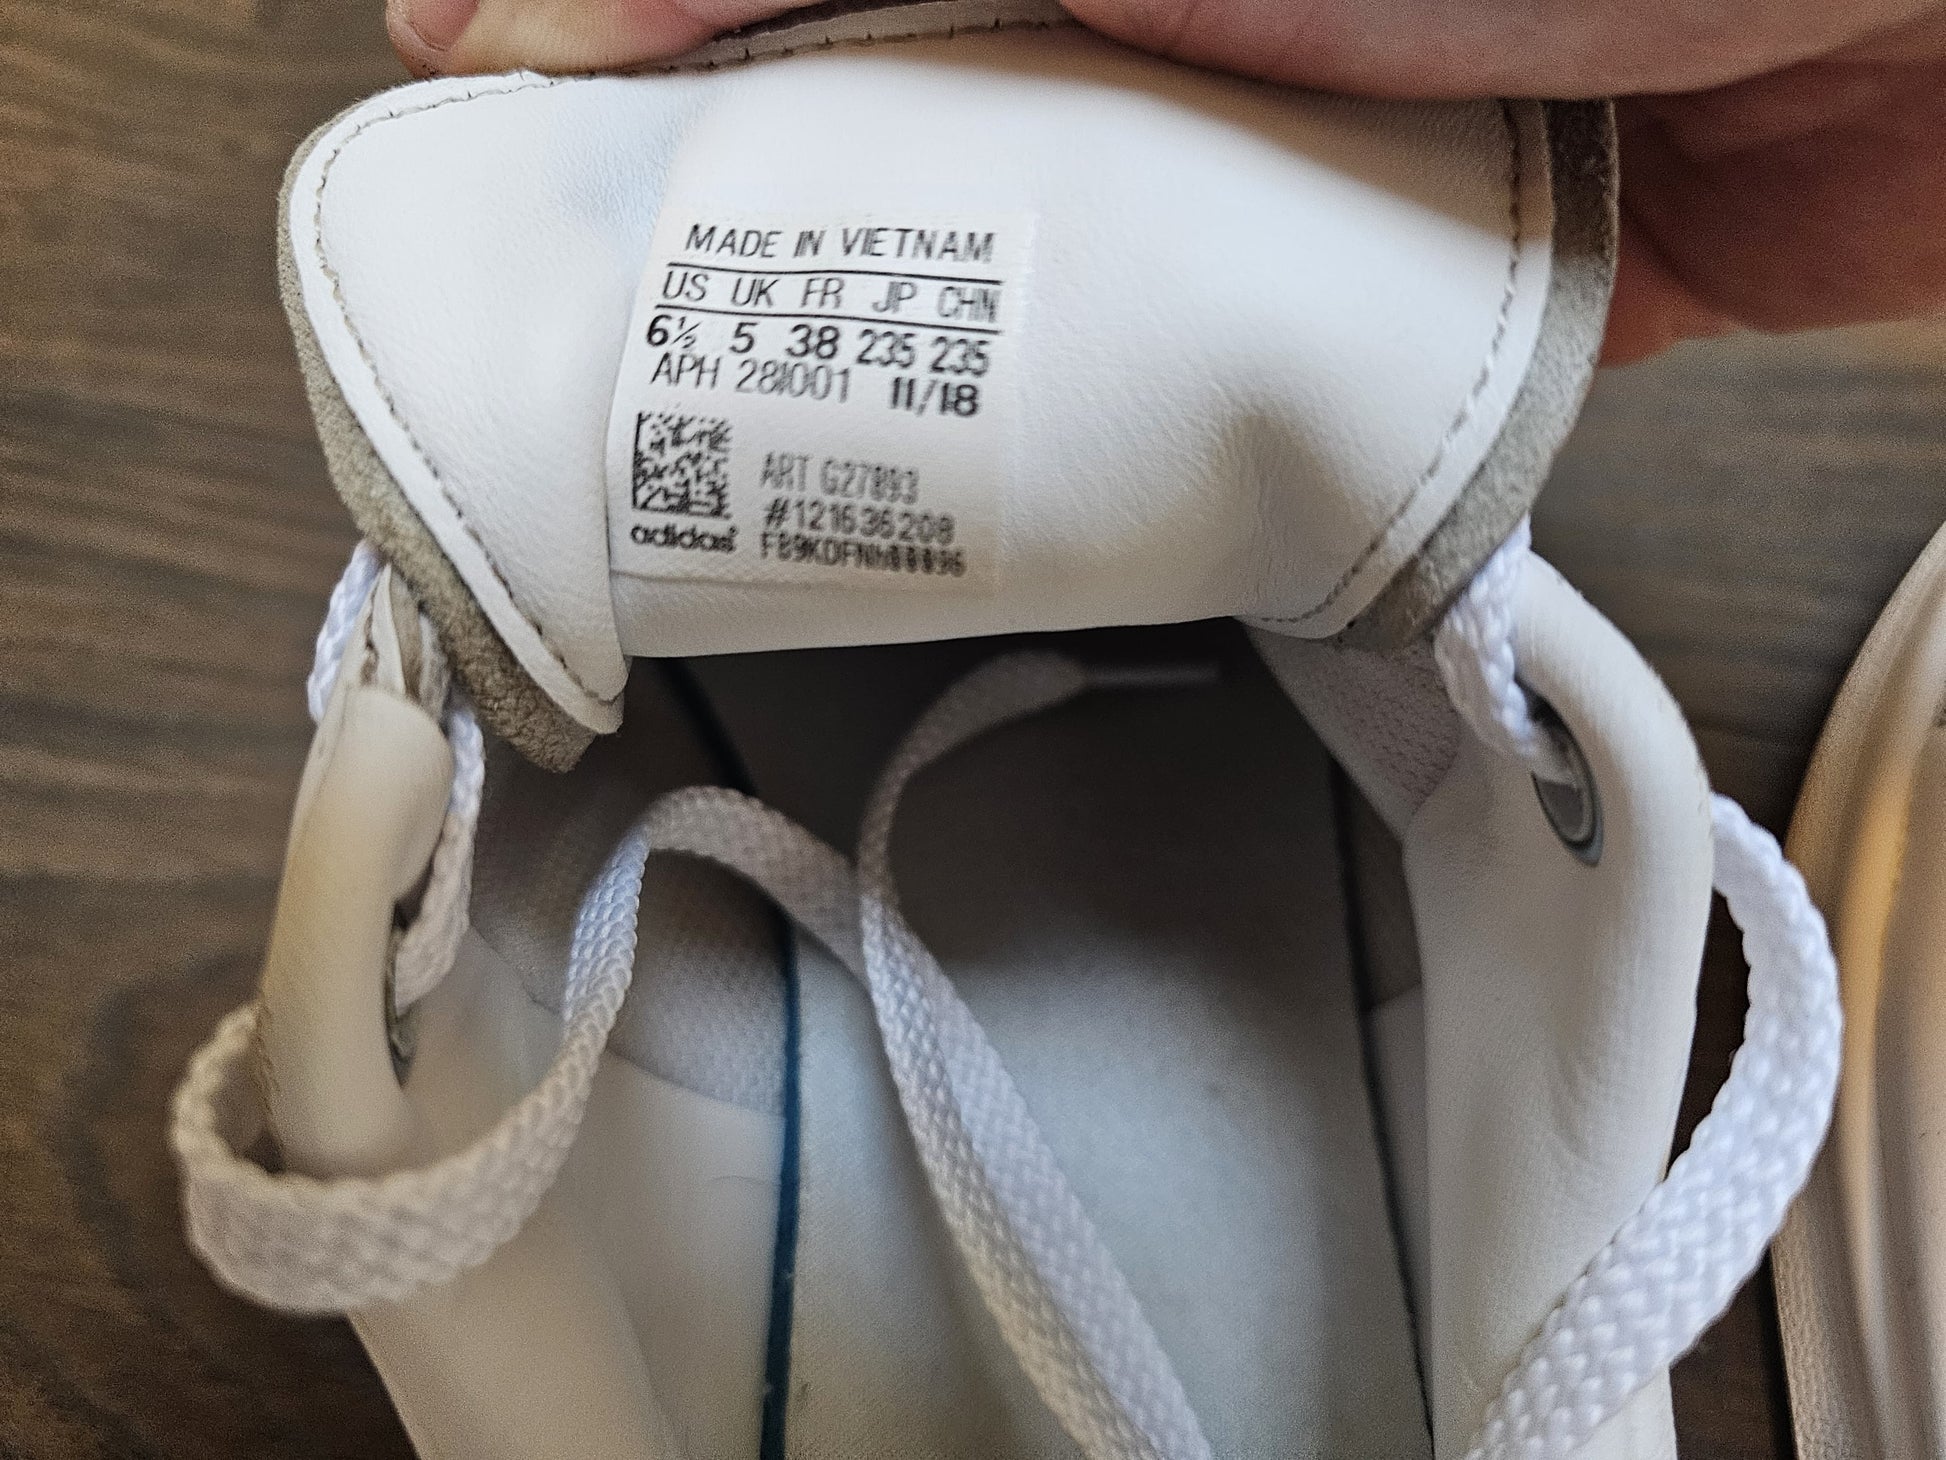 MADE IN VIETNAM
US UK FR JP CHN
6½ 5 38 235 235
APH 281001 11/18
ART G27893
#121636208
adidas